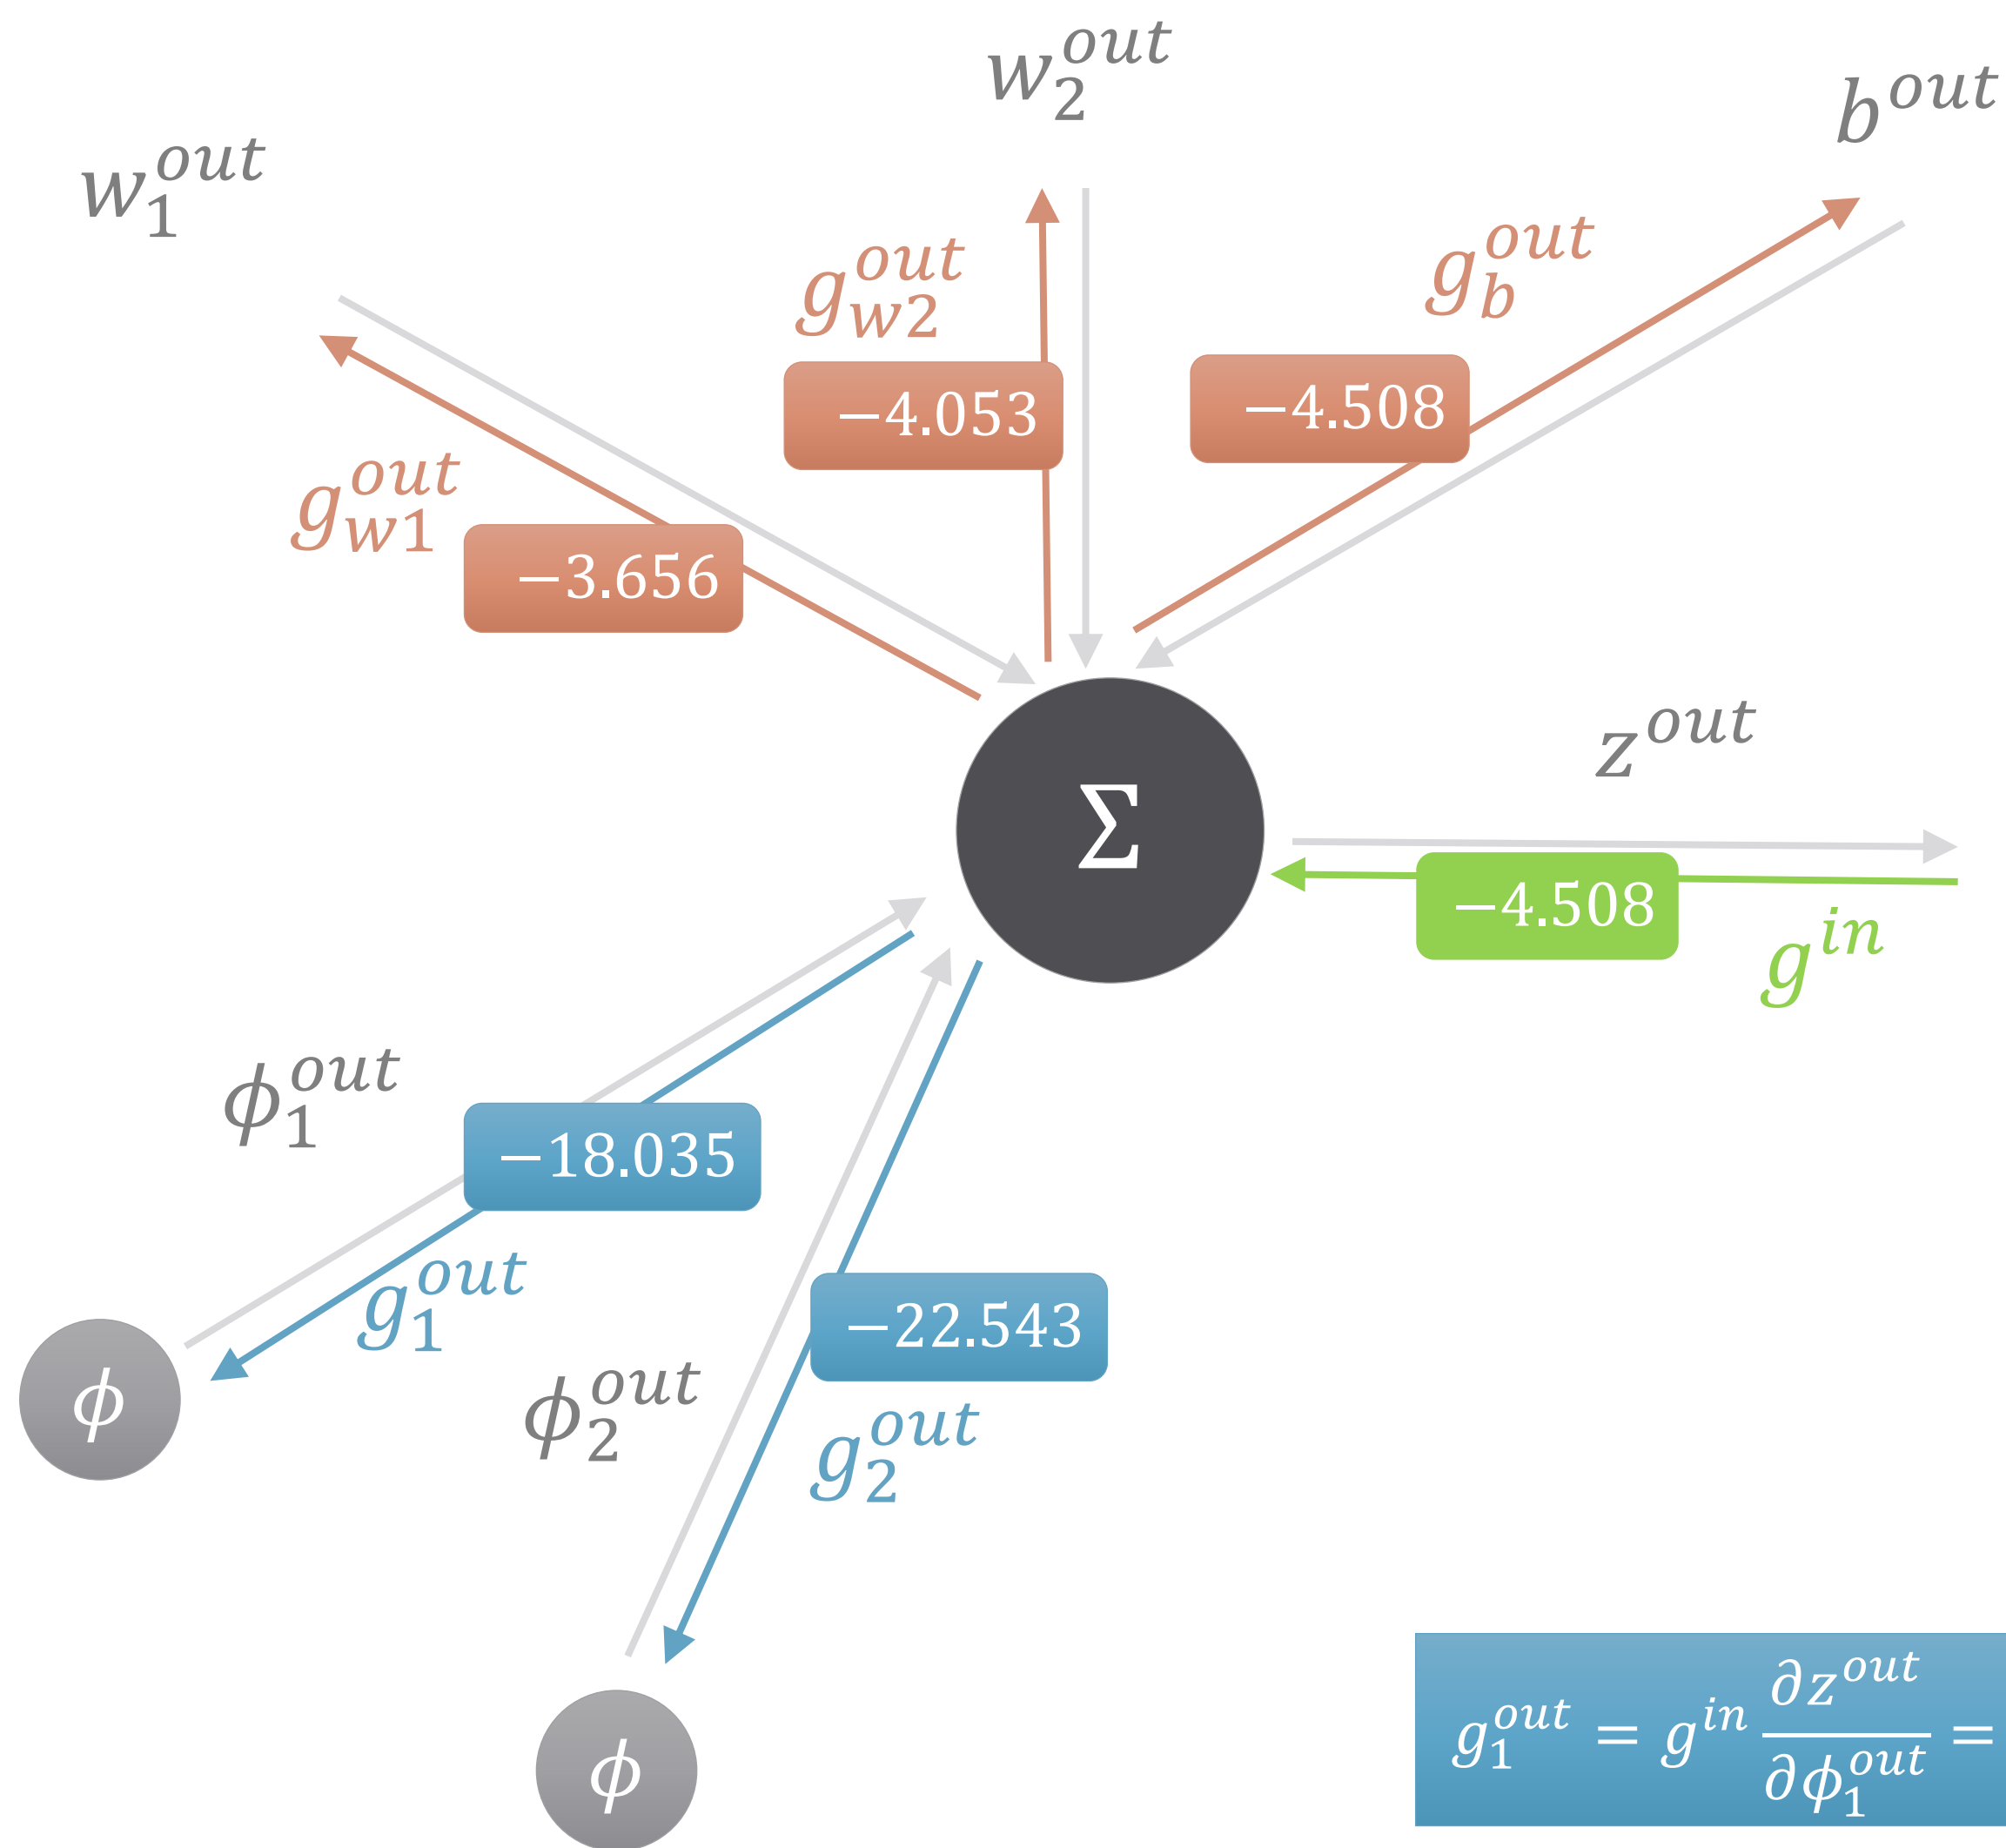 w_2^{out}
b^{out}
w_1^{out}
g_{w2}^{out}
g_b^{out}
−4.053
−4.508
g_{w1}^{out}
−3.656
z^{out}
Σ
−4.508
g^{in}
ϕ_1^{out}
−18.035
g_1^{out}
−22.543
ϕ
ϕ_2^{out}
g_2^{out}
ϕ
g_1^{out} = g^{in} \frac{∂z^{out}}{∂ϕ_1^{out}} =